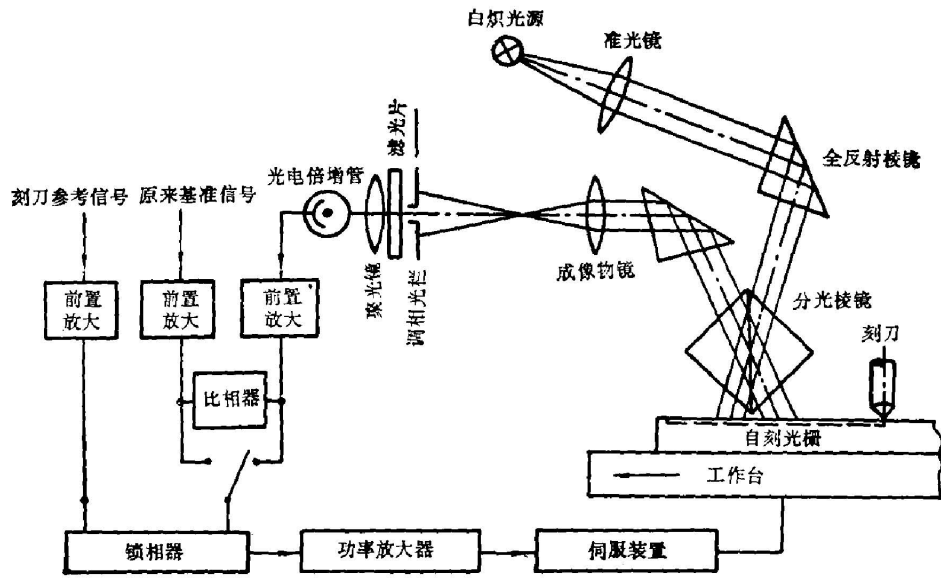 白炽光源
准光镜
全反射棱镜
滤光片
光电倍增管
刻刀参考信号
原来基准信号
聚光镜
调相光栏
成像物镜
分光棱镜
刻刀
前置
放大
前置
放大
前置
放大
比相器
自刻光栅
工作台
锁相器
功率放大器
伺服装置